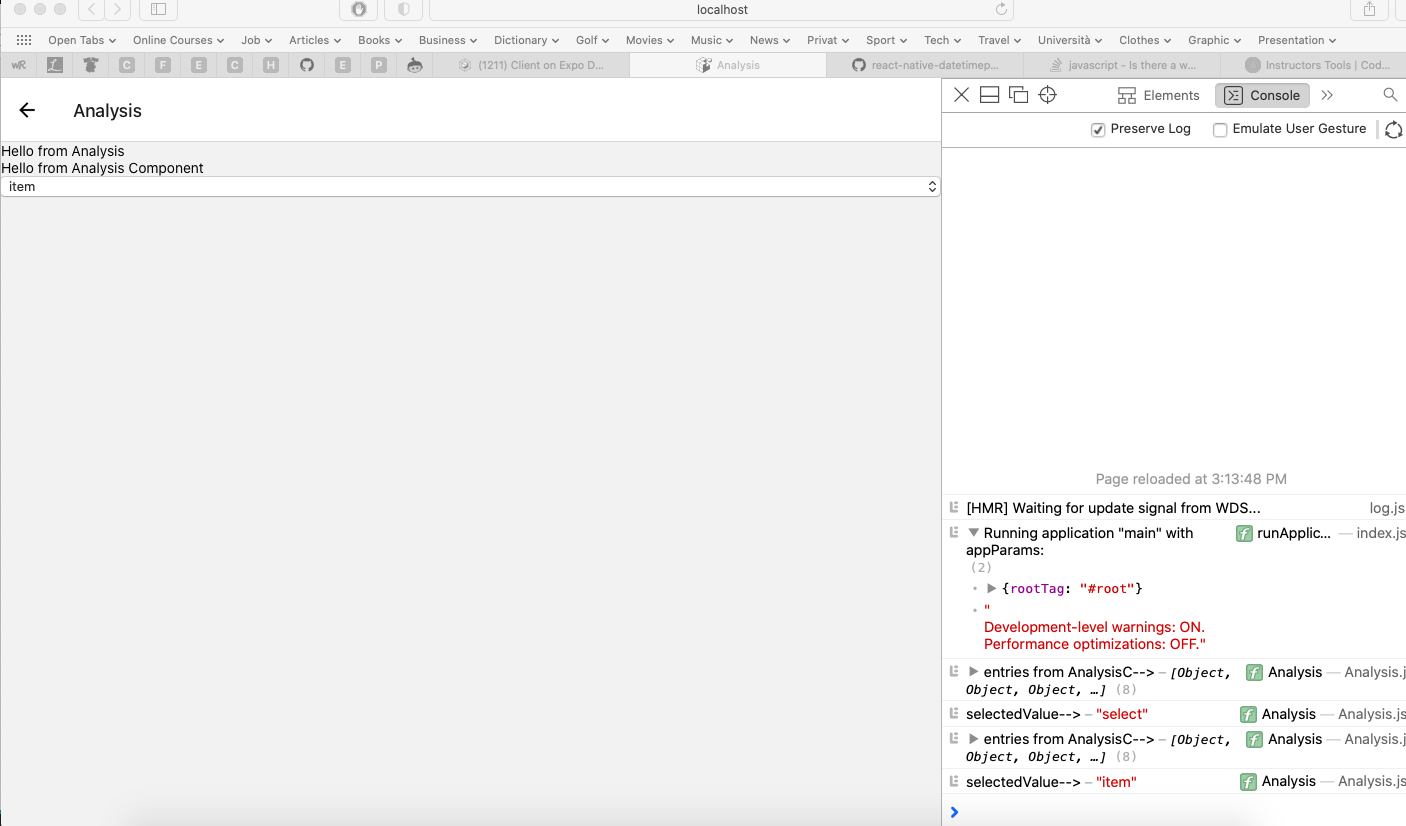 localhost
Open Tabs Online Courses Job Articles Books Business Dictionary Golf Movies Music News Privat Sport Tech Travel Università Clothes Graphic Presentation
wR C F E C H E P (1211) Client on Expo D... Analysis react-native-datetimep... javascript - Is there a w... Instructors Tools | Cod...
Analysis
Hello from Analysis
Hello from Analysis Component
item
Elements Console
Preserve Log Emulate User Gesture
Page reloaded at 3:13:48 PM
[HMR] Waiting for update signal from WDS... log.js
Running application "main" with runApplic... — index.js
appParams:
(2)
{rootTag: "#root"}
"
Development-level warnings: ON.
Performance optimizations: OFF."
entries from AnalysisC--> – [Object, Analysis — Analysis.j
Object, Object, …] (8)
selectedValue--> – "select" Analysis — Analysis.js
entries from AnalysisC--> – [Object, Analysis — Analysis.j
Object, Object, …] (8)
selectedValue--> – "item" Analysis — Analysis.js